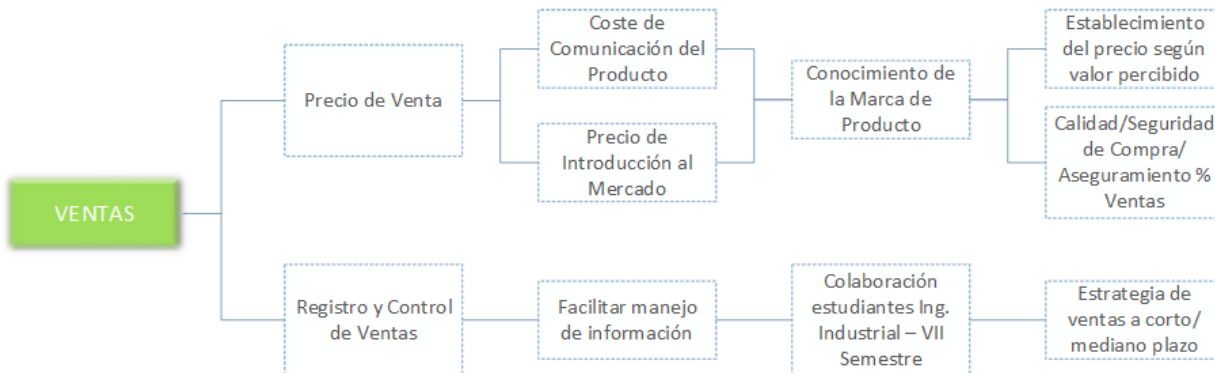 VENTAS
Precio de Venta
Coste de
Comunicación del
Producto
Precio de
Introducción al
Mercado
Conocimiento de
la Marca de
Producto
Establecimiento
del precio según
valor percibido
Calidad/Seguridad
de Compra/
Aseguramiento %
Ventas
Registro y Control
de Ventas
Facilitar manejo
de información
Colaboración
estudiantes Ing.
Industrial – VII
Semestre
Estrategia de
ventas a corto/
mediano plazo